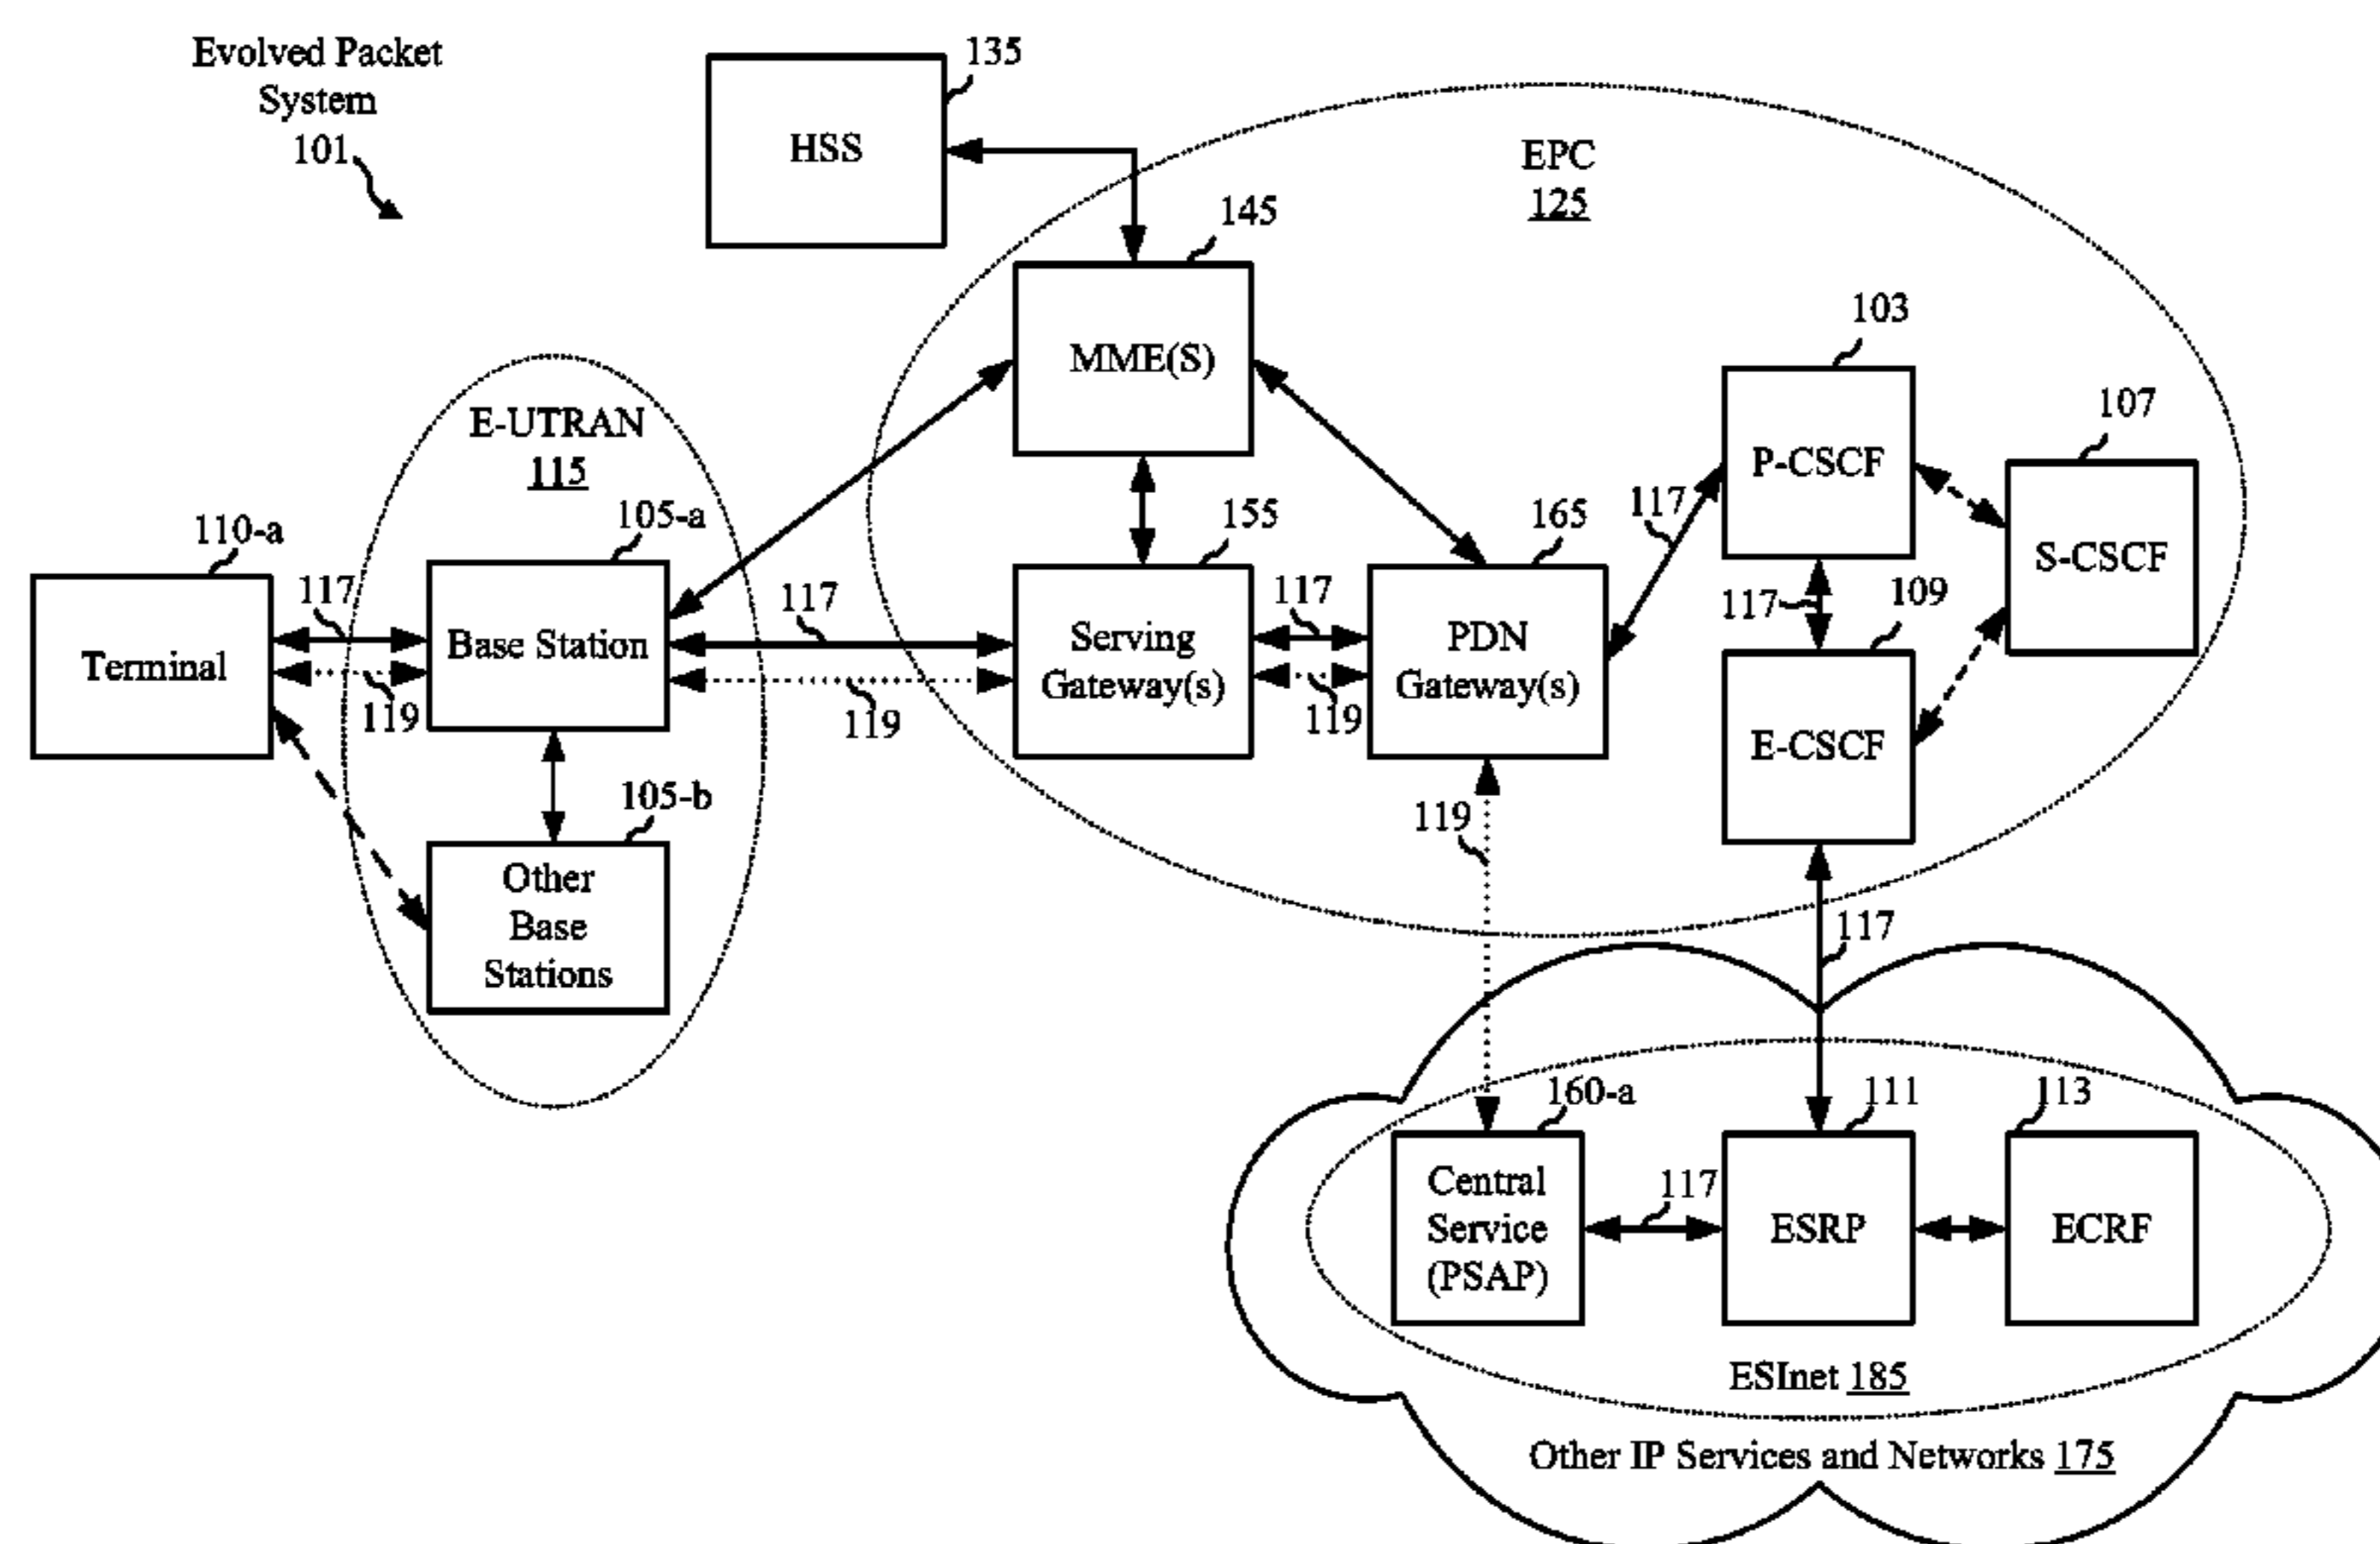 Evolved Packet
System
101
135
HSS
EPC
125
145
MME(S)
103
P-CSCF
107
S-CSCF
E-UTRAN
115
110-a
Terminal
117
119
105-a
Base Station
117
119
155
Serving
Gateway(s)
117
119
165
PDN
Gateway(s)
117
117
109
E-CSCF
105-b
Other
Base
Stations
119
117
160-a
Central
Service
(PSAP)
117
111
ESRP
113
ECRF
ESInet 185
Other IP Services and Networks 175